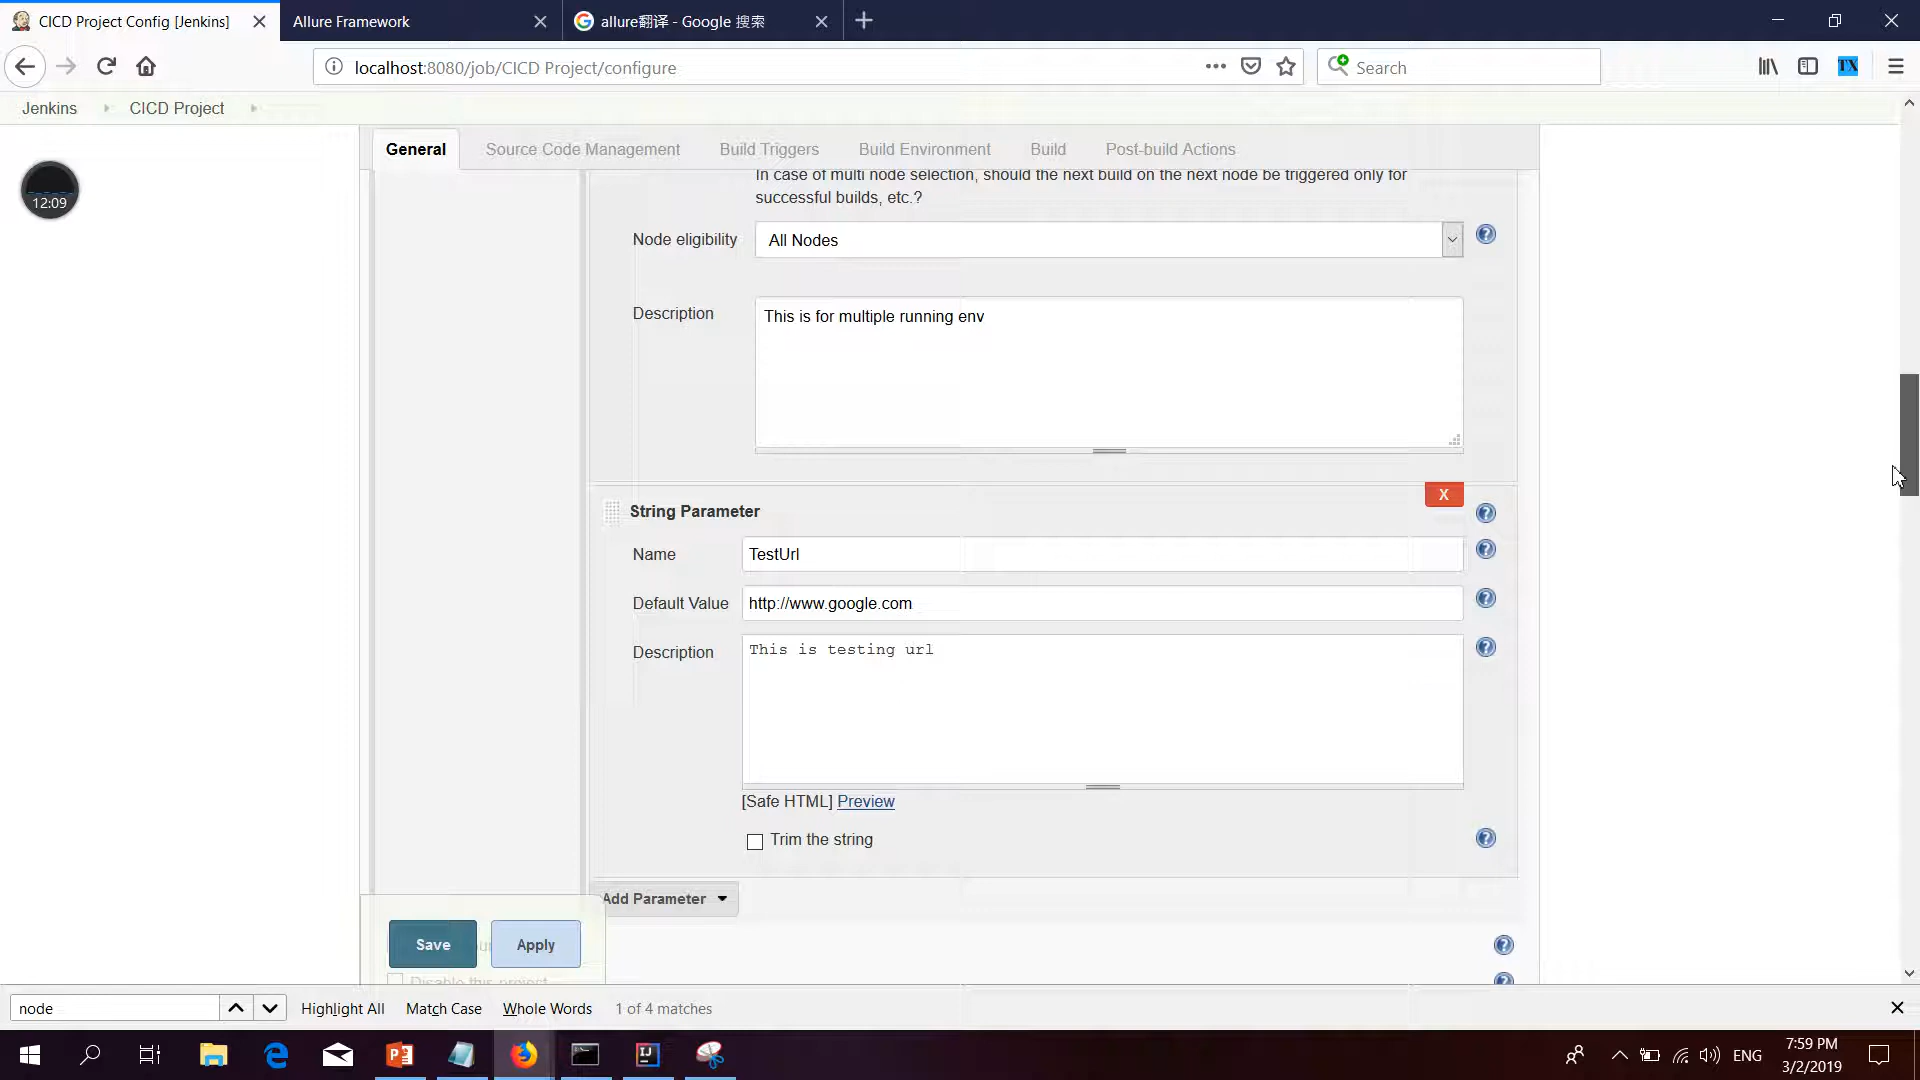 CICD Project Config [Jenkins]
Allure Framework
allure翻译 - Google 搜索
localhost:8080/job/CICD Project/configure
Search
TX
Jenkins
CICD Project
12:09
General
Source Code Management
Build Triggers
Build Environment
Build
Post-build Actions
In case of multi node selection, should the next build on the next node be triggered only for
successful builds, etc.?
Node eligibility
All Nodes
Description
This is for multiple running env
X
String Parameter
Name
TestUrl
Default Value
http://www.google.com
Description
This is testing url
[Safe HTML] Preview
Trim the string
Add Parameter
Save
Apply
Disable this project
node
Highlight All
Match Case
Whole Words
1 of 4 matches
ENG
7:59 PM
3/2/2019